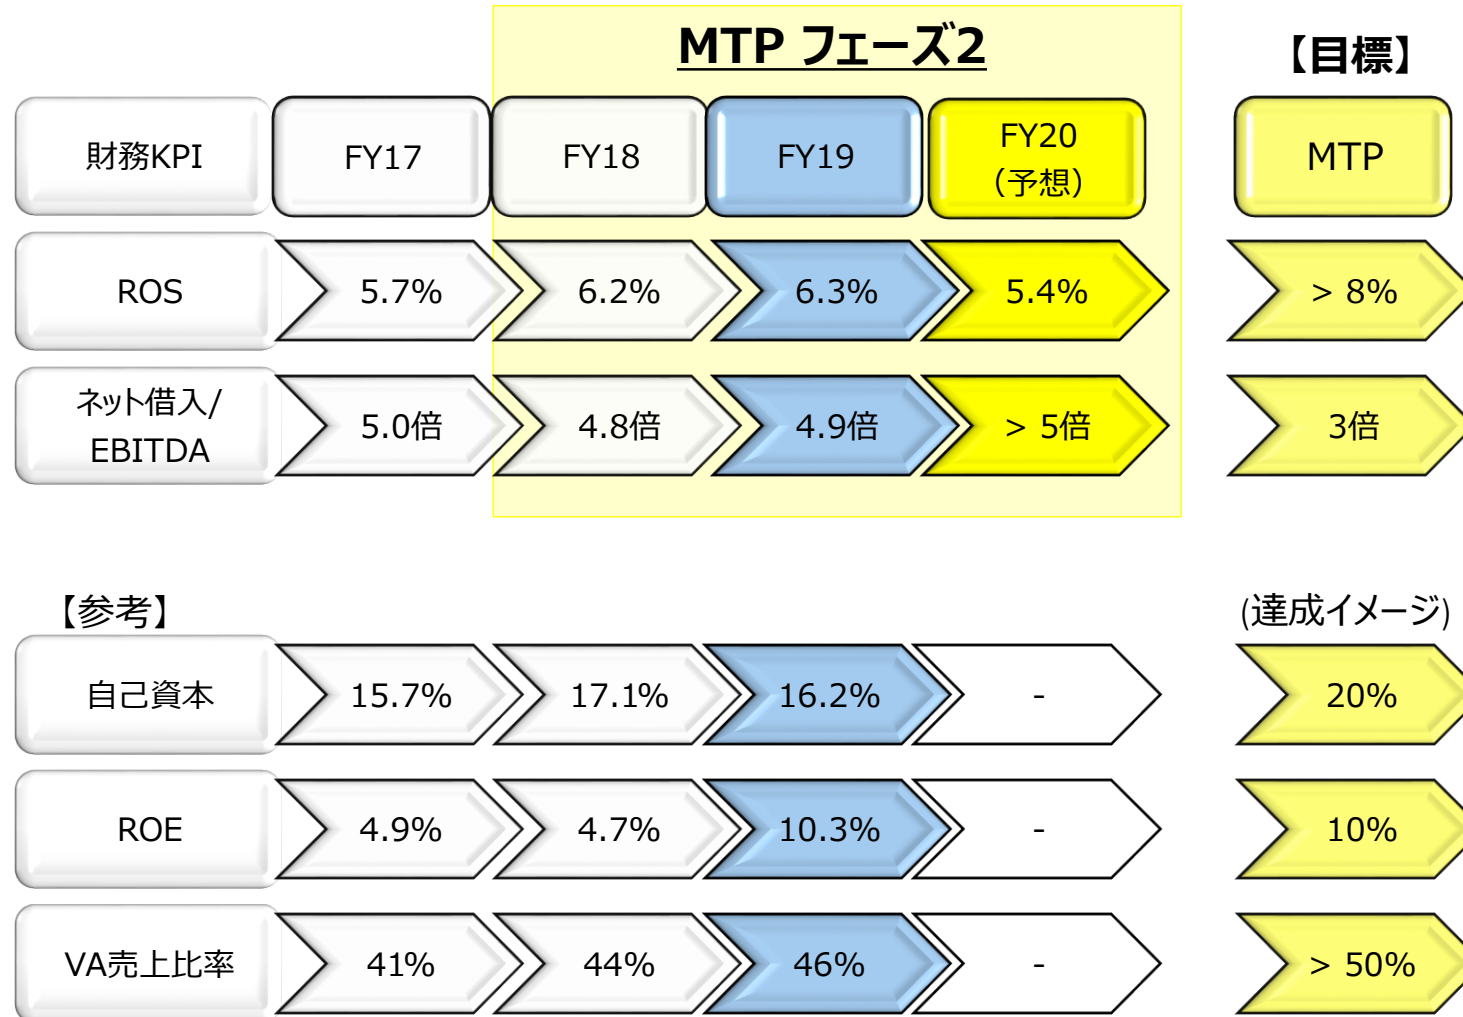 MTP フェーズ2
【目標】
財務KPI FY17 FY18 FY19 FY20 MTP
(予想)
ROS 5.7% 6.2% 6.3% 5.4% > 8%
ネット借入/
EBITDA 5.0倍 4.8倍 4.9倍 > 5倍 3倍
【参考】 (達成イメージ)
自己資本 15.7% 17.1% 16.2% - 20%
ROE 4.9% 4.7% 10.3% - 10%
VA売上比率 41% 44% 46% - > 50%